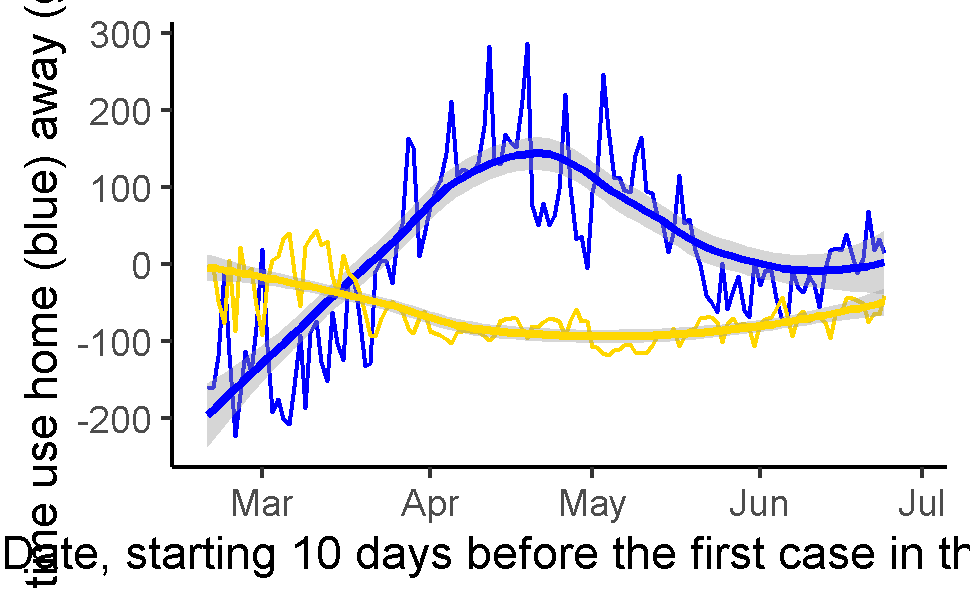 time use home (blue) away (
300
200
100
0
-100
-200
Mar Apr May Jun Jul
Date, starting 10 days before the first case in th